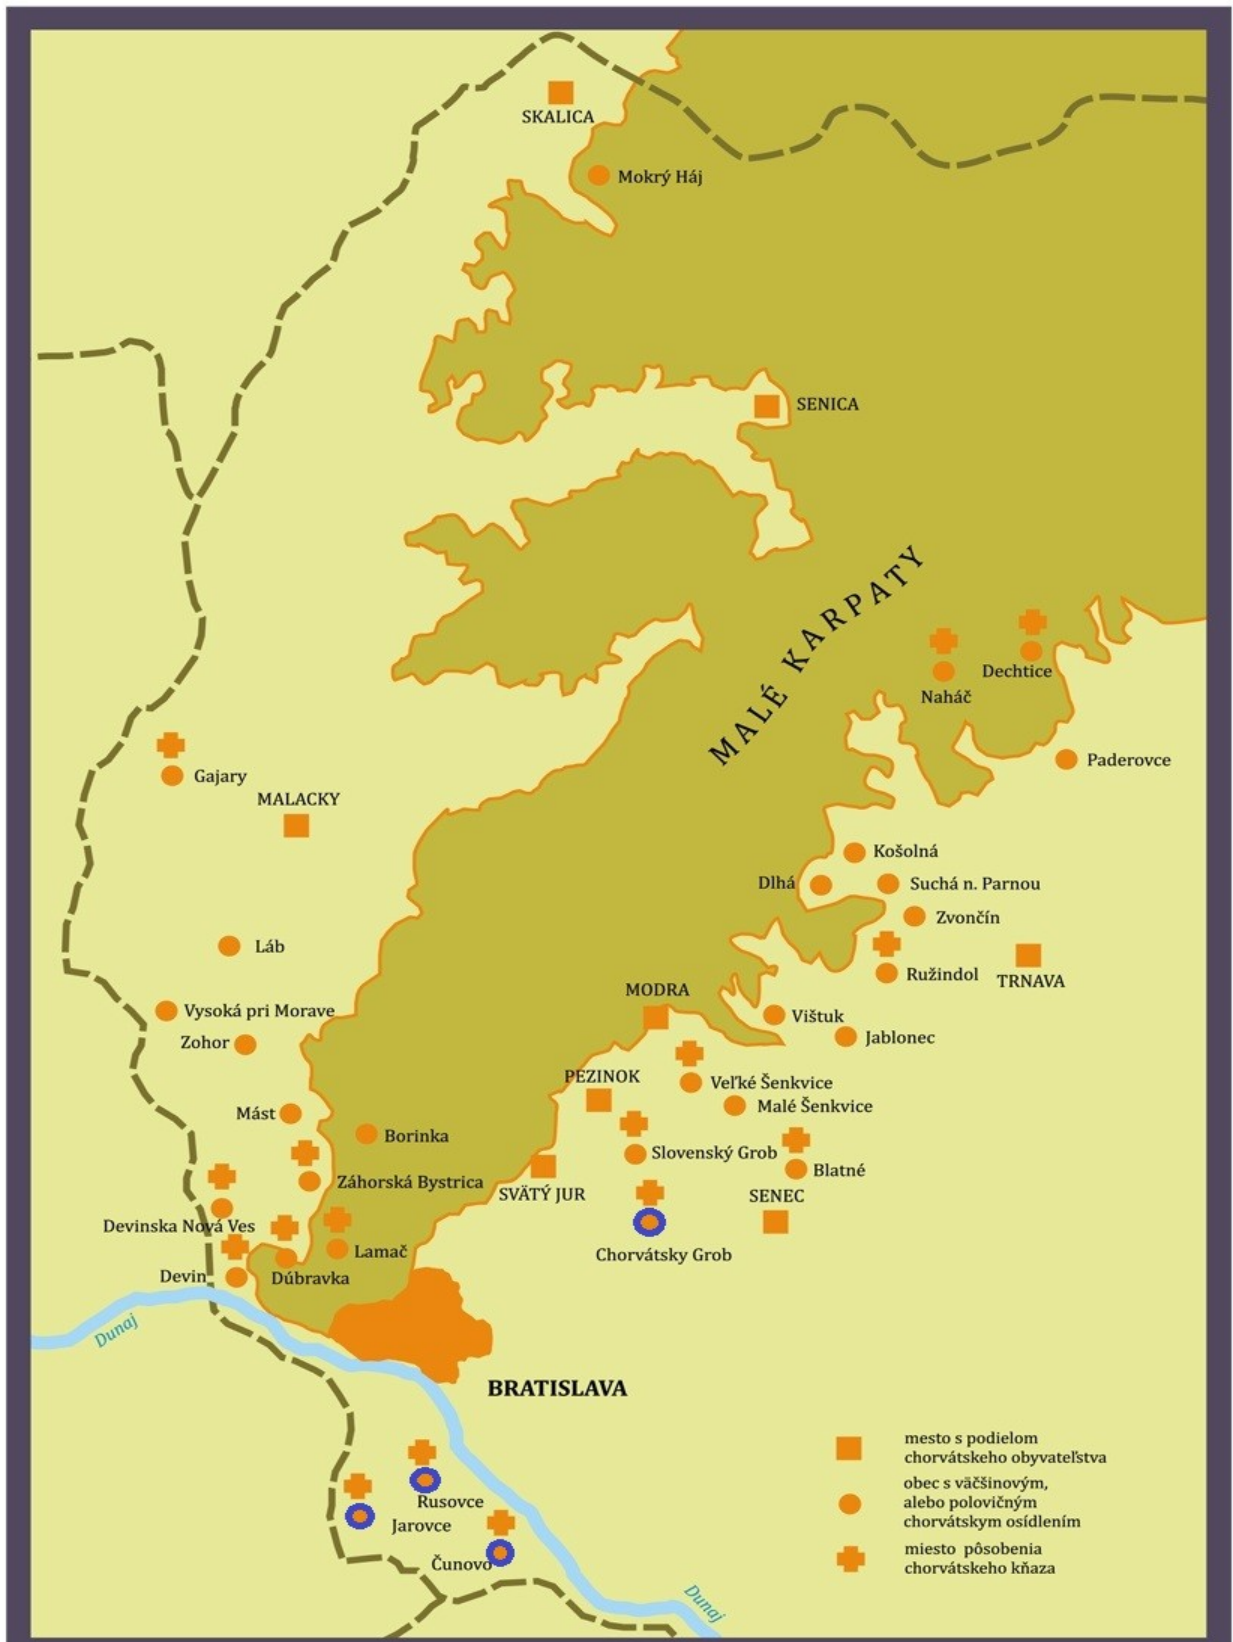 SKALICA
Mokrý Háj
SENICA
MALÉ KARPATY
Dechtice
Naháč
Paderovce
Gajary
MALACKY
Košolná
Dlhá
Suchá n. Parnou
Zvončín
Láb
Ružindol
TRNAVA
MODRA
Vysoká pri Morave
Vištuk
Zohor
Jablonec
PEZINOK
Veľké Šenkvice
Malé Šenkvice
Mást
Borinka
Slovenský Grob
Blatné
Záhorská Bystrica
SVÄTÝ JUR
SENEC
Devinska Nová Ves
Lamač
Chorvátsky Grob
Devin
Dúbravka
Dunaj
BRATISLAVA
Rusovce
Jarovce
Čunovo
Dunaj
mesto s podielom
chorvátskeho obyvateľstva
obec s väčšinovým,
alebo polovičným
chorvátskym osídlením
miesto pôsobenia
chorvátskeho kňaza